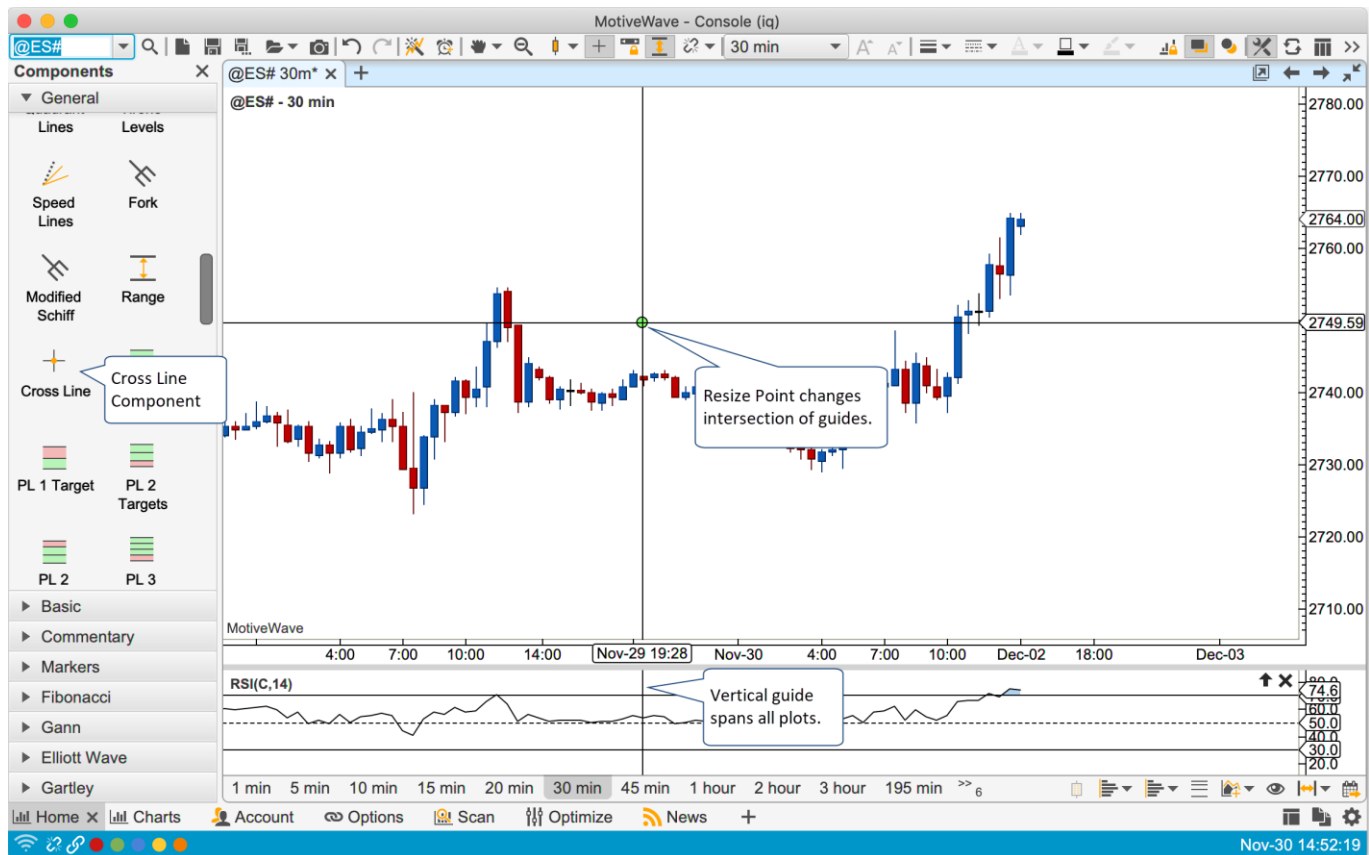 MotiveWave - Console (iq)
@ES#
30 min
Components
@ES# 30m*
General
@ES# - 30 min
Lines
Levels
Speed
Lines
Fork
Modified
Schiff
Range
Cross Line
Cross Line
Component
PL 1 Target
PL 2
Targets
PL 2
PL 3
Resize Point changes
intersection of guides.
2780.00
2770.00
2764.00
2760.00
2749.59
2740.00
2730.00
2720.00
2710.00
Basic
Commentary
Markers
Fibonacci
Gann
Elliott Wave
Gartley
MotiveWave
4:00 7:00 10:00 14:00 Nov-29 19:28 Nov-30 4:00 7:00 10:00 Dec-02 18:00 Dec-03
RSI(C,14)
Vertical guide
spans all plots.
74.6
60.0
50.0
40.0
30.0
20.0
1 min 5 min 10 min 15 min 20 min 30 min 45 min 1 hour 2 hour 3 hour 195 min >> 6
Home Charts Account Options Scan Optimize News
Nov-30 14:52:19